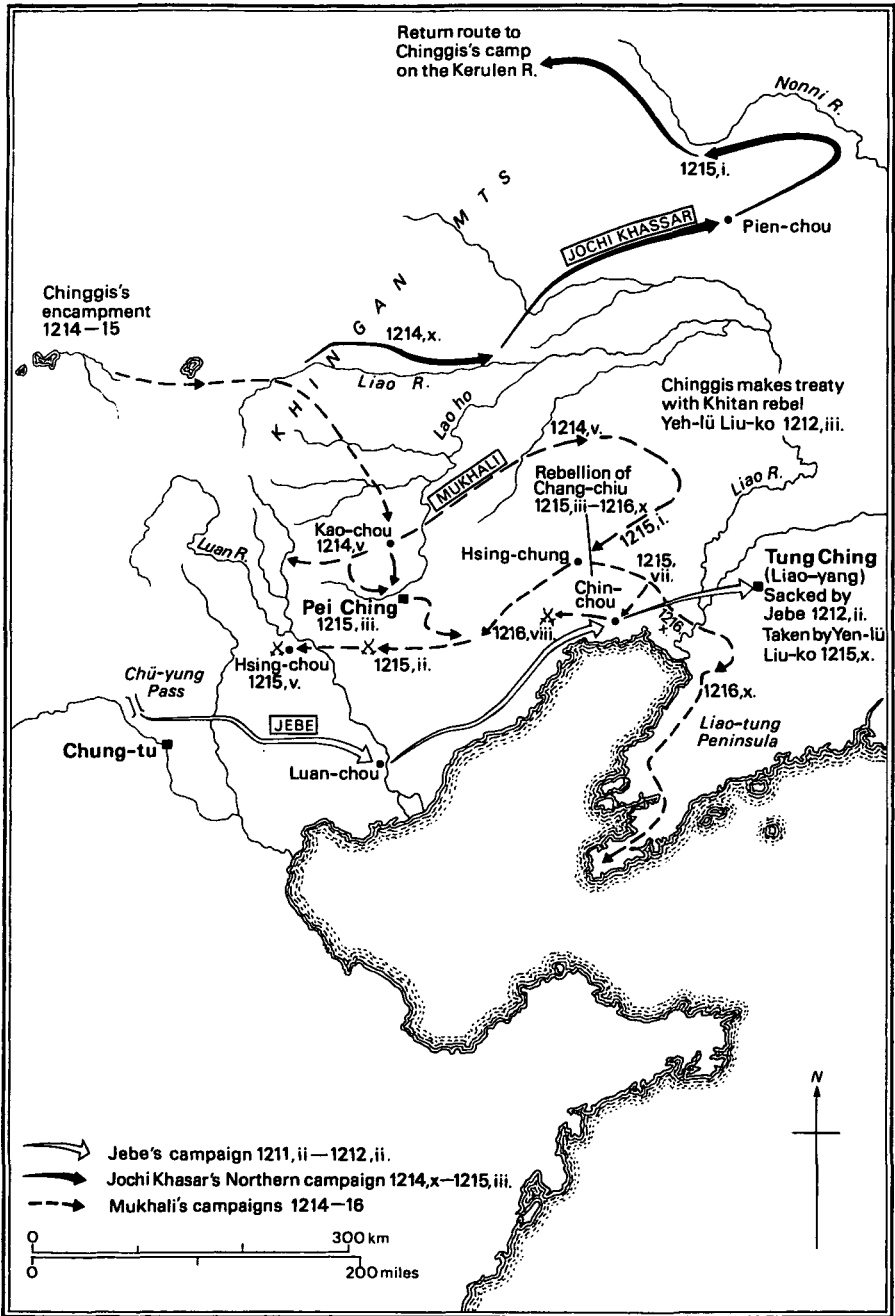 Return route to
Chinggis's camp
on the Kerulen R.
Nonni R.
1215, i.
Pien-chou
JOCHI KHASSAR
KHINGAN MTS
Chinggis's
encampment
1214–15
1214, x.
Liao R.
Lao ho
Chinggis makes treaty
with Khitan rebel
Yeh-lü Liu-ko 1212, iii.
1214, v.
MUKHALI
Rebellion of
Chang-chiu
1215, iii–1216, x
Liao R.
1215, i.
Kao-chou
1214, v
Luan R.
Hsing-chung
1215,
vii.
Tung Ching
(Liao-yang)
Sacked by
Jebe 1212, ii.
Taken by Yen-lü
Liu-ko 1215, x.
Chin-
chou
Pei Ching
1215, iii.
1216,
x.
1216, viii.
1215, ii.
Hsing-chou
1215, v.
Chü-yung
Pass
1216, x.
Liao-tung
Peninsula
JEBE
Chung-tu
Luan-chou
N
Jebe's campaign 1211, ii–1212, ii.
Jochi Khasar's Northern campaign 1214, x–1215, iii.
Mukhali's campaigns 1214–16
0 300 km
0 200 miles